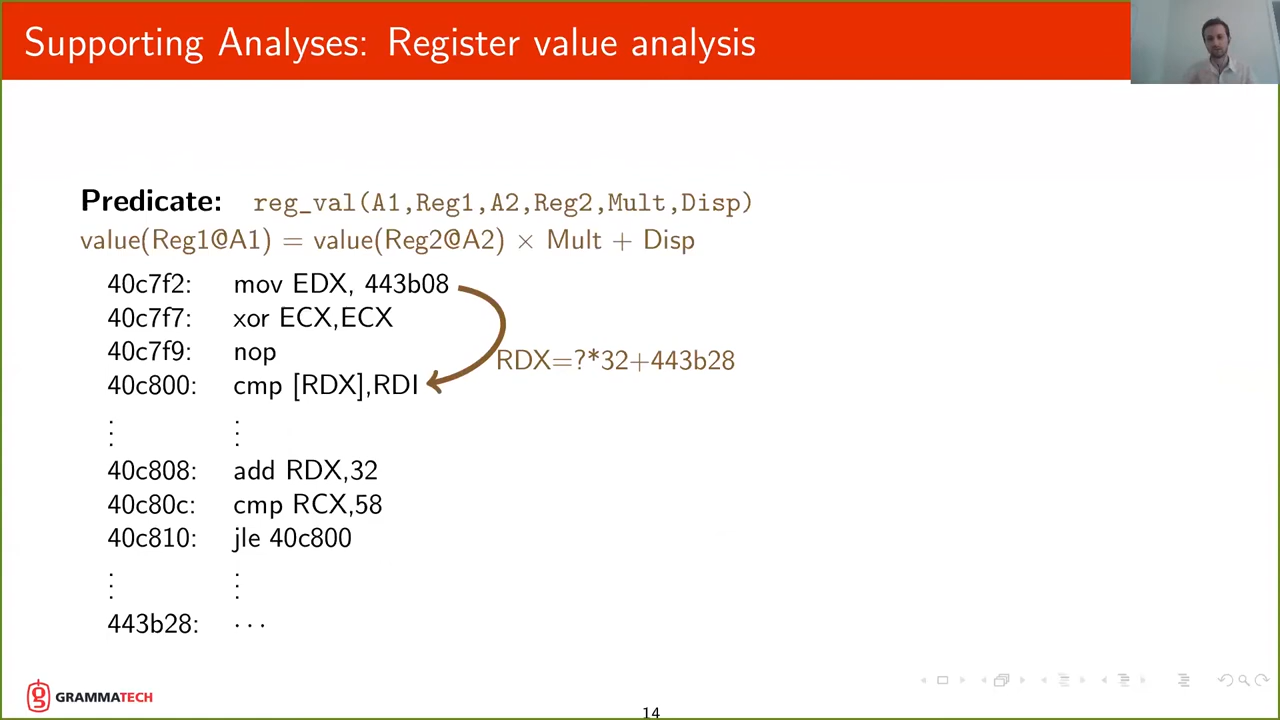 Supporting Analyses: Register value analysis
Predicate: reg_val(A1,Reg1,A2,Reg2,Mult,Disp)
value(Reg1@A1) = value(Reg2@A2) × Mult + Disp
40c7f2: mov EDX, 443b08
40c7f7: xor ECX,ECX
40c7f9: nop
RDX=?*32+443b28
40c800: cmp [RDX],RDI
⋮ ⋮
40c808: add RDX,32
40c80c: cmp RCX,58
40c810: jle 40c800
⋮ ⋮
443b28: ···
GRAMMATECH
14